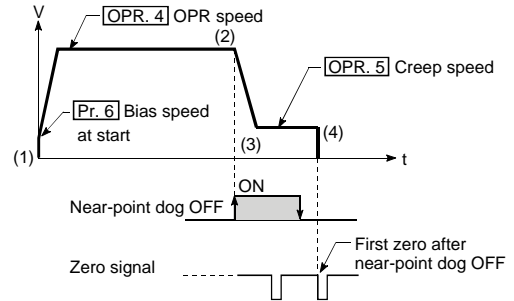 V
OPR. 4 OPR speed
(2)
OPR. 5 Creep speed
Pr. 6 Bias speed
at start
(1)
(3)
(4)
t
ON
Near-point dog OFF
First zero after
near-point dog OFF
Zero signal